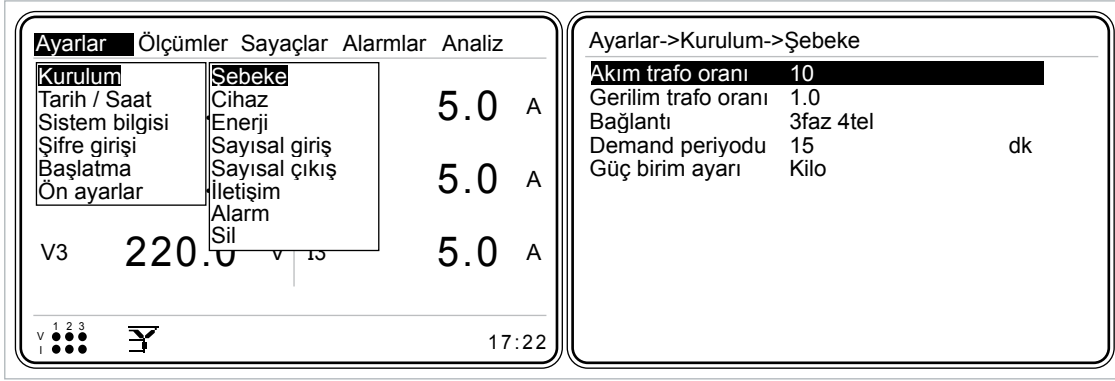 Ayarlar Ölçümler Sayaçlar Alarmlar Analiz
Kurulum
Tarih / Saat
Sistem bilgisi
Şifre girişi
Başlatma
Ön ayarlar
Şebeke
Cihaz
Enerji
Sayısal giriş
Sayısal çıkış
İletişim
Alarm
Sil
5.0 A
5.0 A
V3 220.0 V I3 5.0 A
1 2 3
V
I
17:22
Ayarlar->Kurulum->Şebeke
Akım trafo oranı 10
Gerilim trafo oranı 1.0
Bağlantı 3faz 4tel
Demand periyodu 15 dk
Güç birim ayarı Kilo